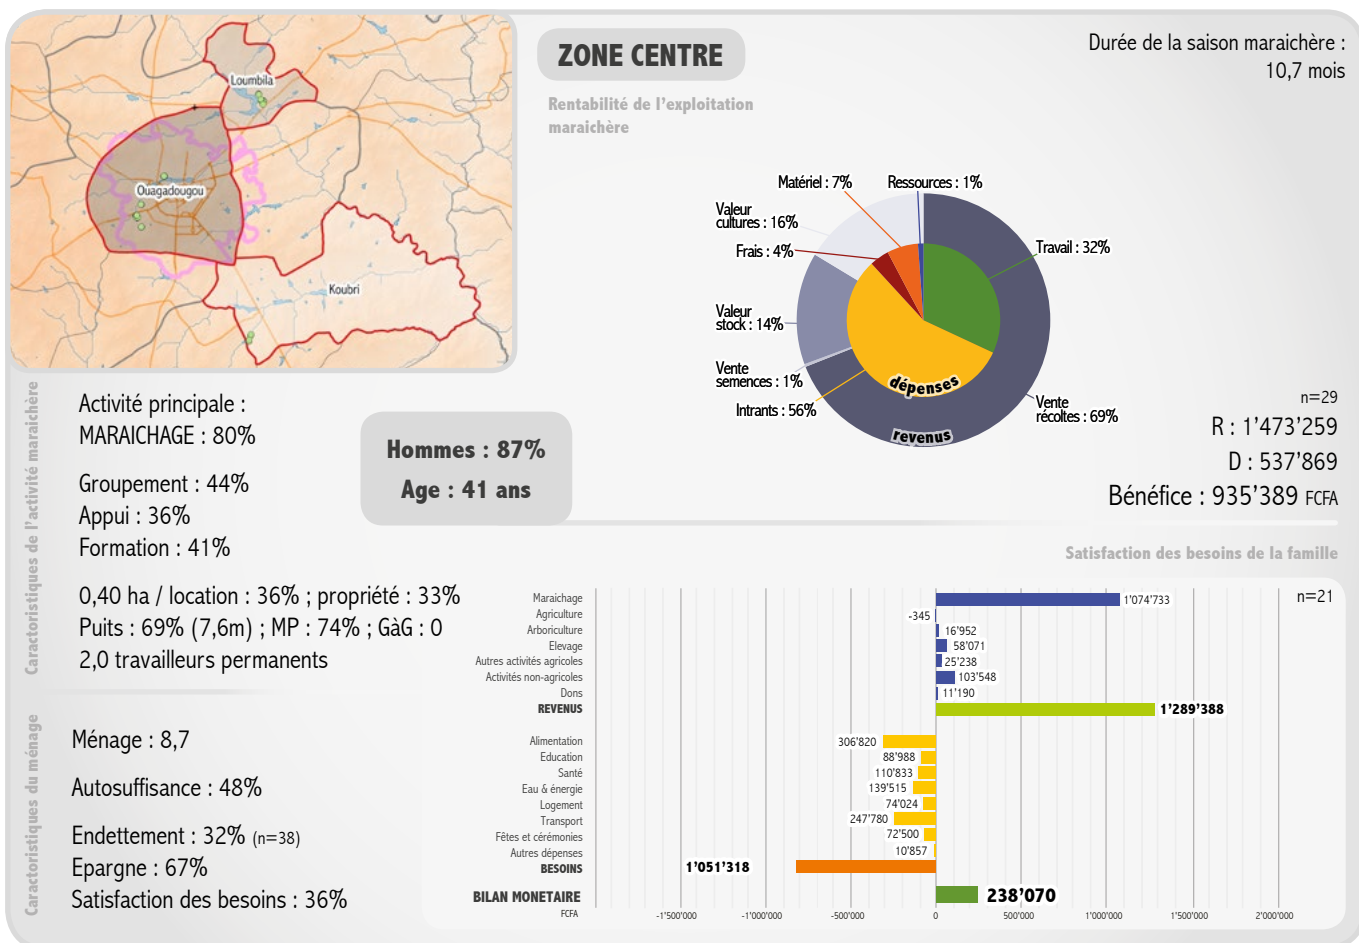 Loumbila
Ouagadougou
Koubri
ZONE CENTRE
Rentabilité de l'exploitation
maraichère
Durée de la saison maraichère :
10,7 mois
Matériel : 7%
Ressources : 1%
Valeur
cultures : 16%
Frais : 4%
Travail : 32%
Valeur
stock : 14%
Vente
semences : 1%
Intrants : 56%
Vente
récoltes : 69%
dépenses
revenus
n=29
R : 1'473'259
D : 537'869
Bénéfice : 935'389 FCFA
Caractoristiques de l'activité maraichère
Activité principale :
MARAICHAGE : 80%
Groupement : 44%
Appui : 36%
Formation : 41%
0,40 ha / location : 36% ; propriété : 33%
Puits : 69% (7,6m) ; MP : 74% ; GàG : 0
2,0 travailleurs permanents
Hommes : 87%
Age : 41 ans
Caractoristiques du ménage
Ménage : 8,7
Autosuffisance : 48%
Endettement : 32% (n=38)
Epargne : 67%
Satisfaction des besoins : 36%
Satisfaction des besoins de la famille
n=21
Maraichage 1'074'733
Agriculture -345
Arboriculture 16'952
Elevage 58'071
Autres activités agricoles 25'238
Activités non-agricoles 103'548
Dons 11'190
REVENUS 1'289'388
Alimentation 306'820
Education 88'988
Santé 110'833
Eau & énergie 139'515
Logement 74'024
Transport 247'780
Fêtes et cérémonies 72'500
Autres dépenses 10'857
BESOINS 1'051'318
BILAN MONETAIRE 238'070
FCFA -1'500'000 -1'000'000 -500'000 0 500'000 1'000'000 1'500'000 2'000'000